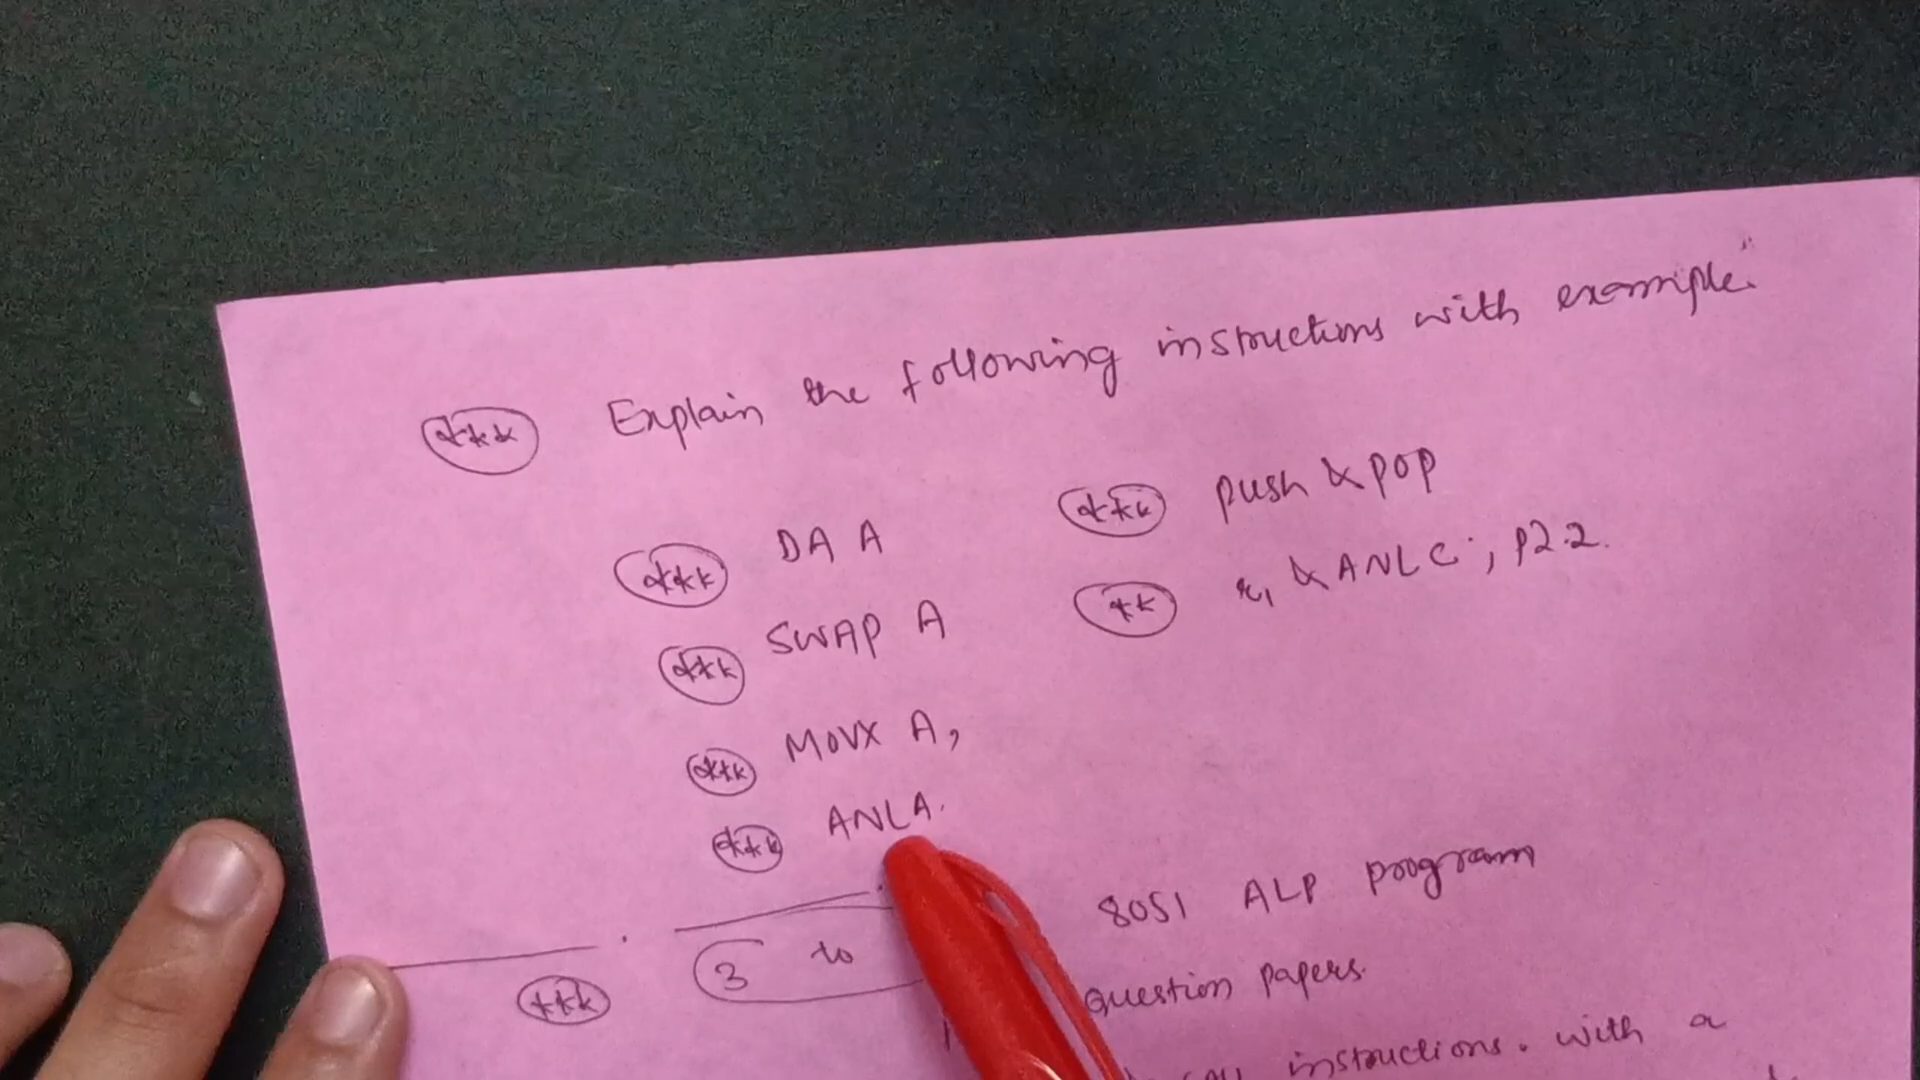 *** Explain the following instructions with example."
*** DA A
*** SWAP A
*** MOVX A,
*** ANLA.
*** push & pop
** & ANL C, P2.2.
*** 3 to 8051 ALP program
question papers.
instructions. with a